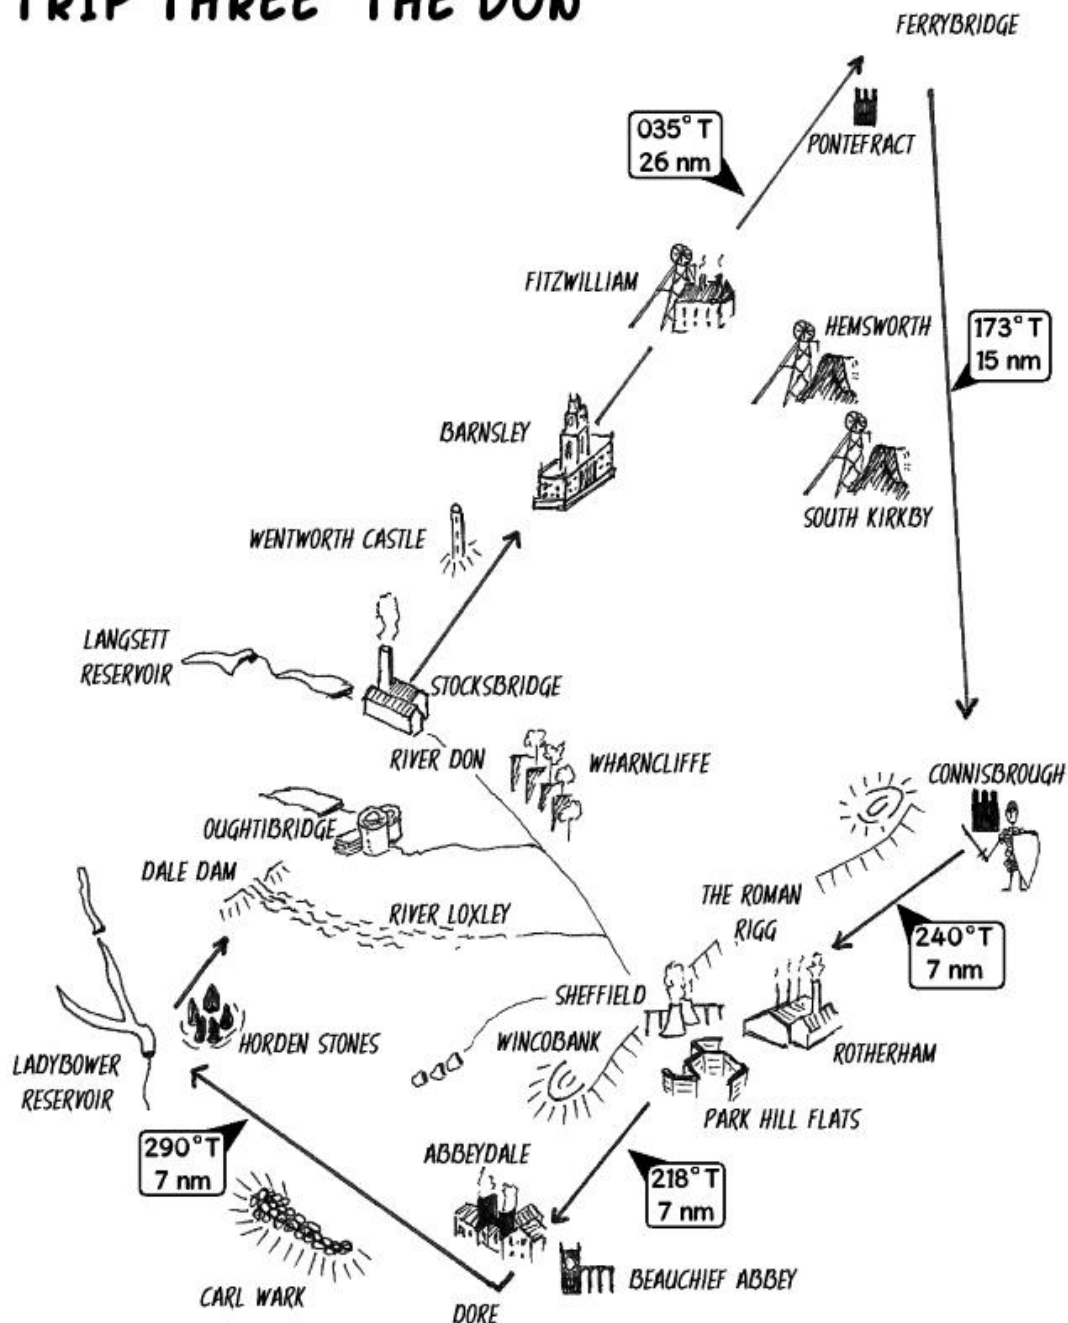 TRIP THREE THE DON
FERRYBRIDGE
035° T
26 nm
PONTEFRACT
FITZWILLIAM
HEMSWORTH
173° T
15 nm
BARNSLEY
SOUTH KIRKBY
WENTWORTH CASTLE
LANGSETT
RESERVOIR
STOCKSBRIDGE
RIVER DON
WHARNCLIFFE
CONNISBROUGH
OUGHTIBRIDGE
DALE DAM
THE ROMAN
RIGG
RIVER LOXLEY
240° T
7 nm
SHEFFIELD
WINCOBANK
HORDEN STONES
ROTHERHAM
LADYBOWER
RESERVOIR
PARK HILL FLATS
290° T
7 nm
ABBEYDALE
218° T
7 nm
BEAUCHIEF ABBEY
CARL WARK
DORE